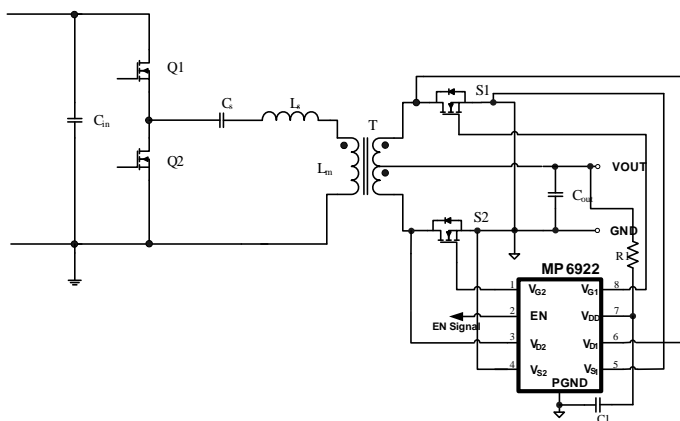 Q1
S1
Cs
Ls
T
Cin
Lm
VOUT
Q2
Cout
S2
GND
R1
MP6922
1
VG2
VG1
8
2
EN
VDD
7
EN Signal
3
VD2
VD1
6
4
VS2
VS1
5
PGND
C1